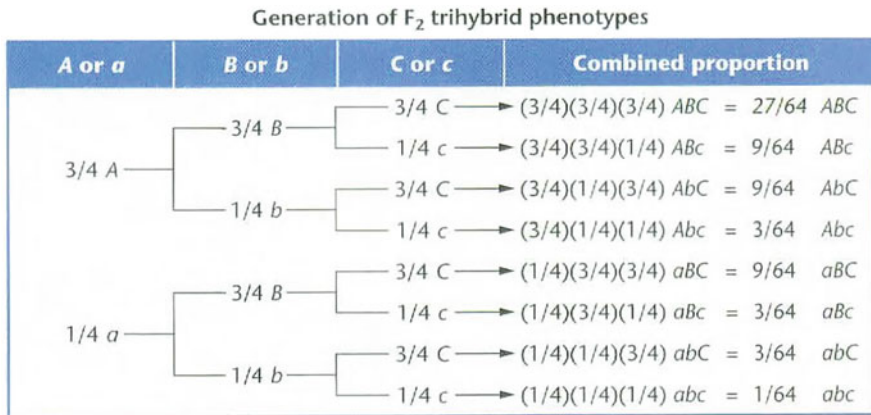 Generation of F₂ trihybrid phenotypes
A or a B or b C or c Combined proportion
3/4 C (3/4)(3/4)(3/4) ABC = 27/64 ABC
3/4 B
1/4 c (3/4)(3/4)(1/4) ABc = 9/64 ABc
3/4 A
3/4 C (3/4)(1/4)(3/4) AbC = 9/64 AbC
1/4 b
1/4 c (3/4)(1/4)(1/4) Abc = 3/64 Abc
3/4 C (1/4)(3/4)(3/4) aBC = 9/64 aBC
3/4 B
1/4 c (1/4)(3/4)(1/4) aBc = 3/64 aBc
1/4 a
3/4 C (1/4)(1/4)(3/4) abC = 3/64 abC
1/4 b
1/4 c (1/4)(1/4)(1/4) abc = 1/64 abc